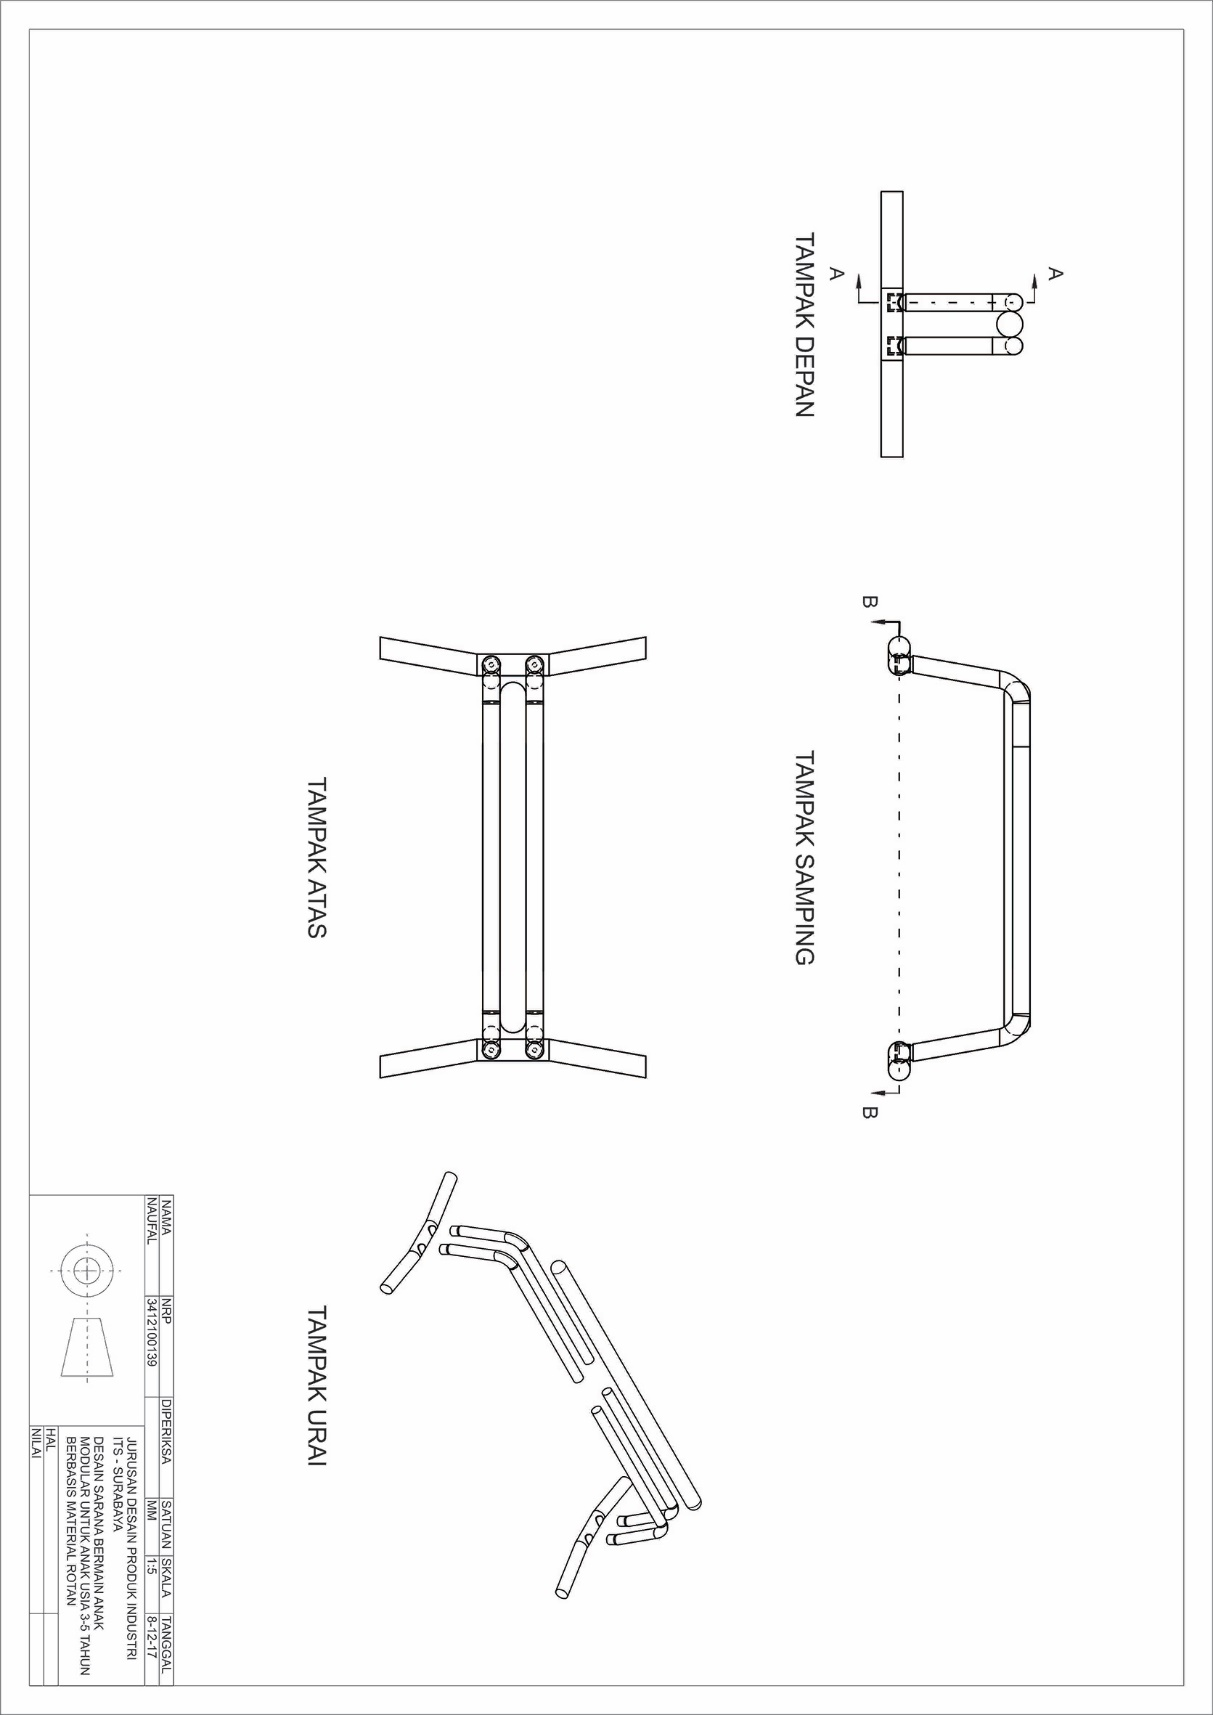 A
A
TAMPAK DEPAN
B
B
TAMPAK SAMPING
TAMPAK ATAS
TAMPAK URAI
NAMA NRP DIPERIKSA SATUAN SKALA TANGGAL
NAUFAL 3412100139 MM 1:5 8-12-17
JURUSAN DESAIN PRODUK INDUSTRI
ITS - SURABAYA
DESAIN SARANA BERMAIN ANAK
MODULAR UNTUK ANAK USIA 3-5 TAHUN
BERBASIS MATERIAL ROTAN
HAL
NILAI